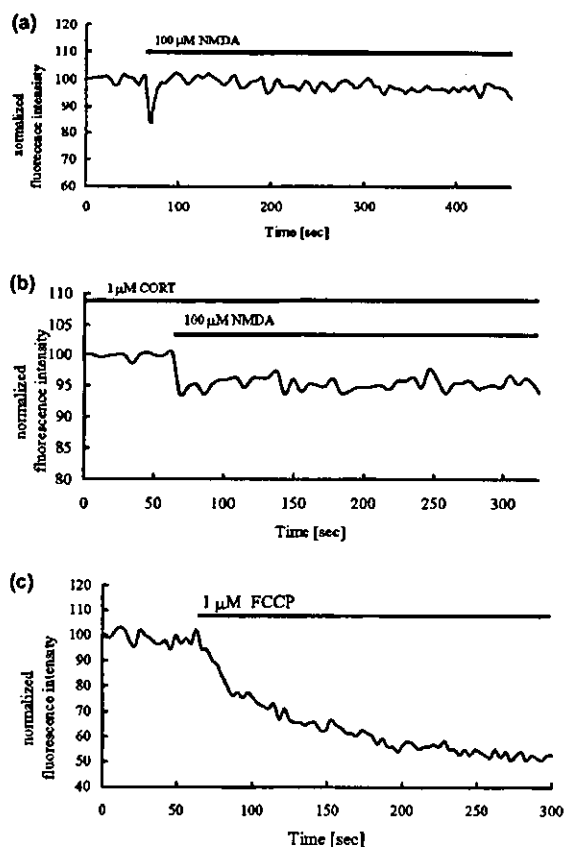 (a)
100 μM NMDA
120
110
100
90
80
70
60
normalized
fluorescence intensity
0 100 200 300 400
Time [sec]
(b)
1 μM CORT
100 μM NMDA
110
105
100
95
90
85
80
normalized
fluorescence intensity
0 50 100 150 200 250 300
Time [sec]
(c)
1 μM FCCP
120
110
100
90
80
70
60
50
40
normalized
fluorescence intensity
0 50 100 150 200 250 300
Time [sec]